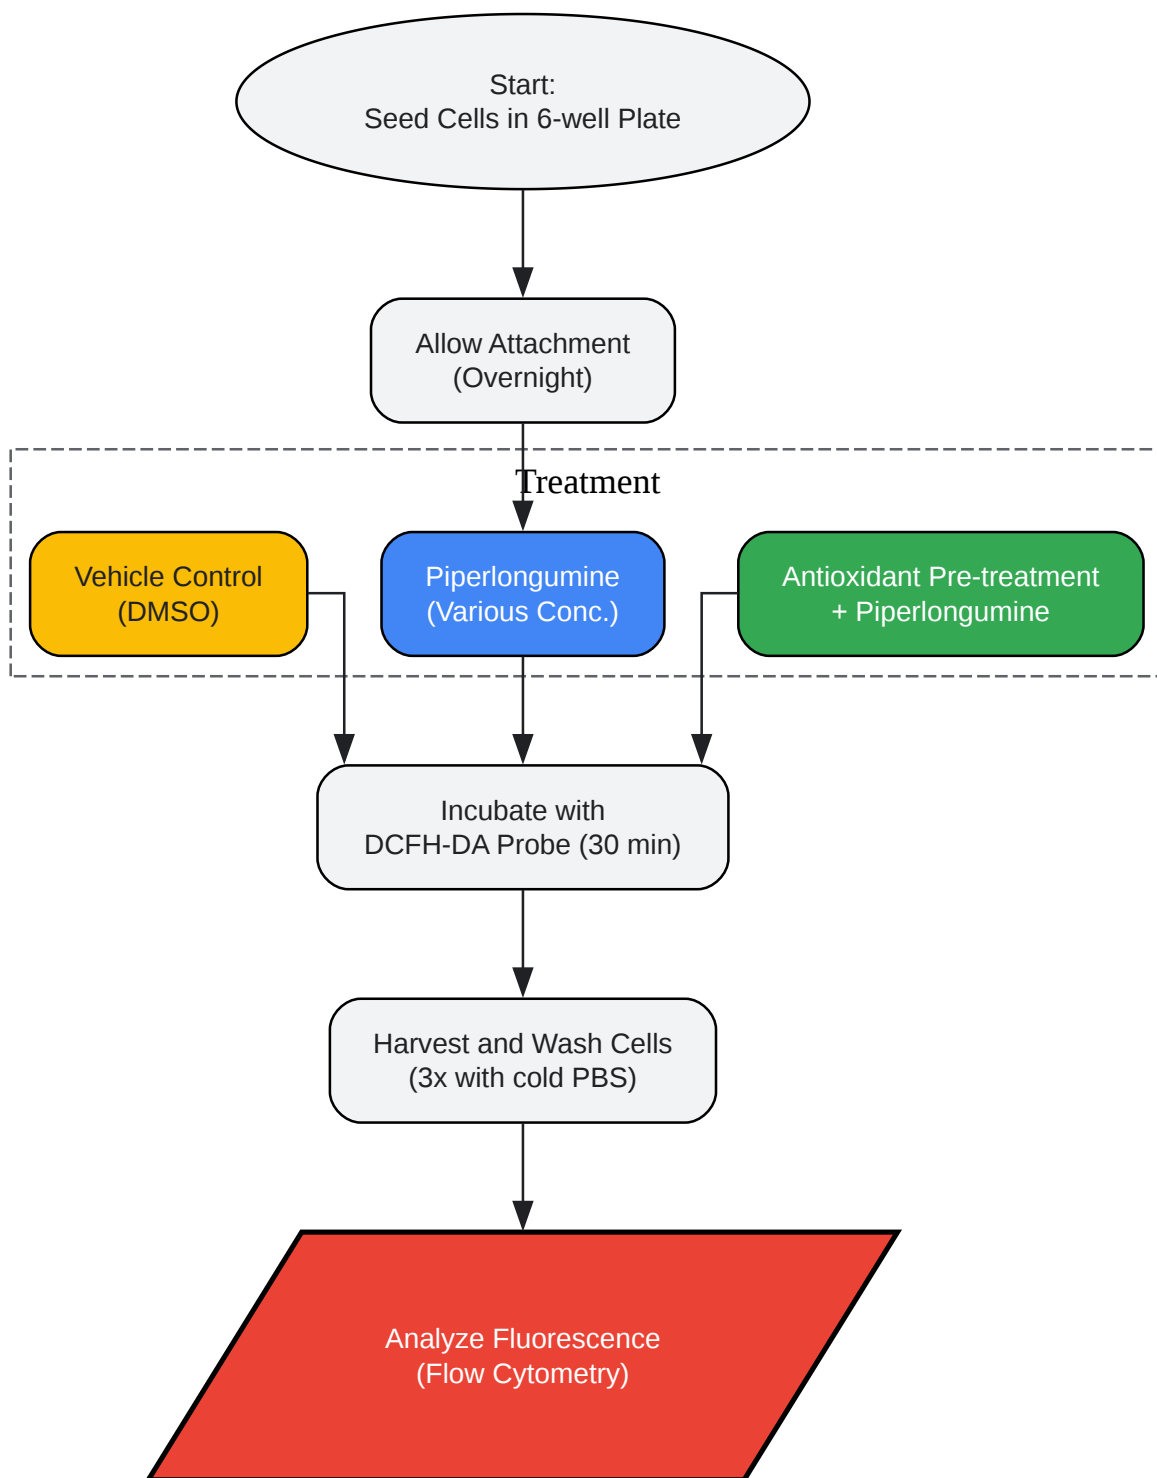 Start:
Seed Cells in 6-well Plate
Allow Attachment
(Overnight)
Treatment
Vehicle Control
(DMSO)
Piperlongumine
(Various Conc.)
Antioxidant Pre-treatment
+ Piperlongumine
Incubate with
DCFH-DA Probe (30 min)
Harvest and Wash Cells
(3x with cold PBS)
Analyze Fluorescence
(Flow Cytometry)